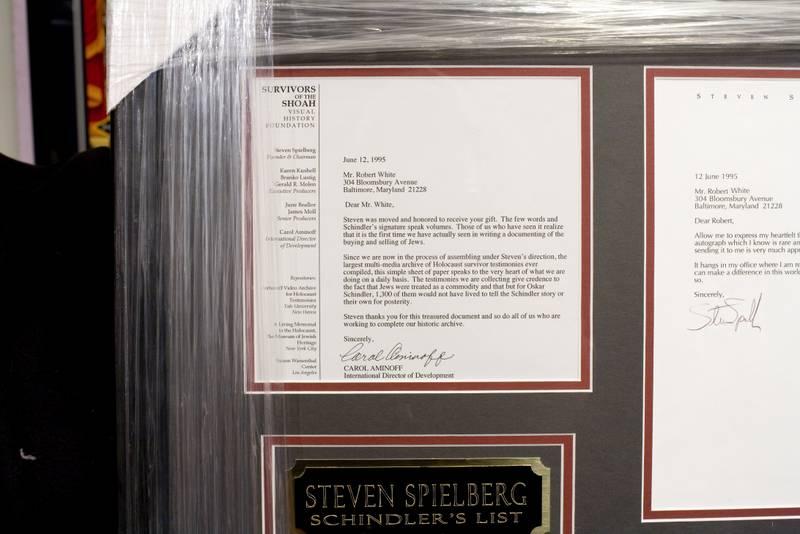 SURVIVORS
OF THE
SHOAH
VISUAL
HISTORY
FOUNDATION
Steven Spielberg
Founder & Chairman
Karen Kushell
Branko Lustig
Gerald R. Molen
Executive Producers
June Beallor
James Moll
Senior Producers
Carol Aminoff
International Director
of Development
Repositories:
Video Archive
for Holocaust
Testimonies
Yale University
New Haven
A Living Memorial
to the Holocaust,
Museum of Jewish
Heritage
New York City
Simon Wiesenthal
Center
Los Angeles
June 12, 1995
Mr. Robert White
304 Bloomsbury Avenue
Baltimore, Maryland 21228
Dear Mr. White,
Steven was moved and honored to receive your gift. The few words and
Schindler's signature speak volumes. Those of us who have seen it realize
that it is the first time we have actually seen in writing a documenting of the
buying and selling of Jews.
Since we are now in the process of assembling under Steven's direction, the
largest multi-media archive of Holocaust survivor testimonies ever
compiled, this simple sheet of paper speaks to the very heart of what we are
doing on a daily basis. The testimonies we are collecting give credence to
the fact that Jews were treated as a commodity and that but for Oskar
Schindler, 1,300 of them would not have lived to tell the Schindler story or
their own for posterity.
Steven thanks you for this treasured document and so do all of us who are
working to complete our historic archive.
Sincerely,
Carol Aminoff
CAROL AMINOFF
International Director of Development
STEVEN S
12 June 1995
Mr. Robert White
304 Bloomsbury Avenue
Baltimore, Maryland 21228
Dear Robert,
Allow me to express my heartfelt th
autograph which I know is rare an
sending it to me is very much appr
It hangs in my office where I am re
can make a difference in this world
so.
Sincerely,
STEVEN SPIELBERG
SCHINDLER'S LIST